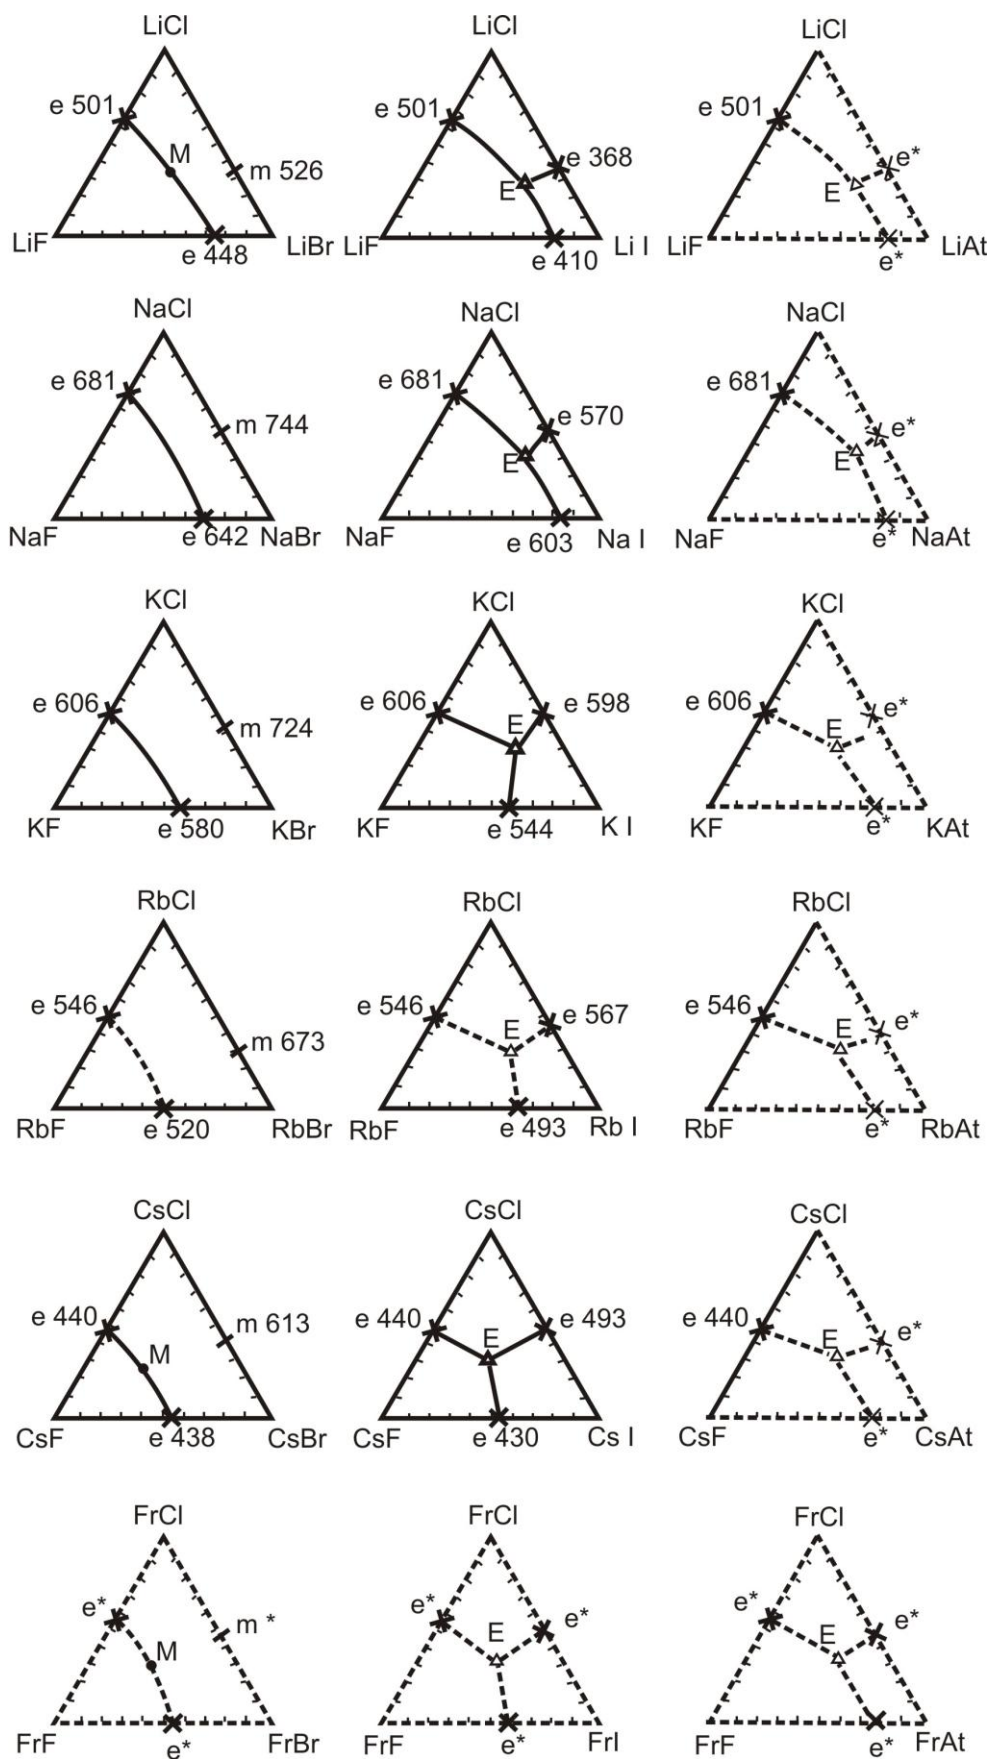 LiCl LiCl LiCl
e 501 e 501 e 501
M m 526 e 368 e*
E E
LiF LiBr LiF Li I LiF LiAt
e 448 e 410 e*
NaCl NaCl NaCl
e 681 e 681 e 681
m 744 e 570 e*
E E
NaF e 642 NaBr NaF e 603 Na I NaF e* NaAt
KCl KCl KCl
e 606 e 606 e 598 e 606 e*
m 724 E E
KF e 580 KBr KF e 544 K I KF e* KAt
RbCl RbCl RbCl
e 546 e 546 e 567 e 546 e*
m 673 E E
RbF e 520 RbBr RbF e 493 Rb I RbF e* RbAt
CsCl CsCl CsCl
e 440 m 613 e 440 e 493 e 440 e*
M E E
CsF e 438 CsBr CsF e 430 Cs I CsF e* CsAt
FrCl FrCl FrCl
e* m * e* e* e* e*
M E E
FrF e* FrBr FrF e* FrI FrF e* FrAt